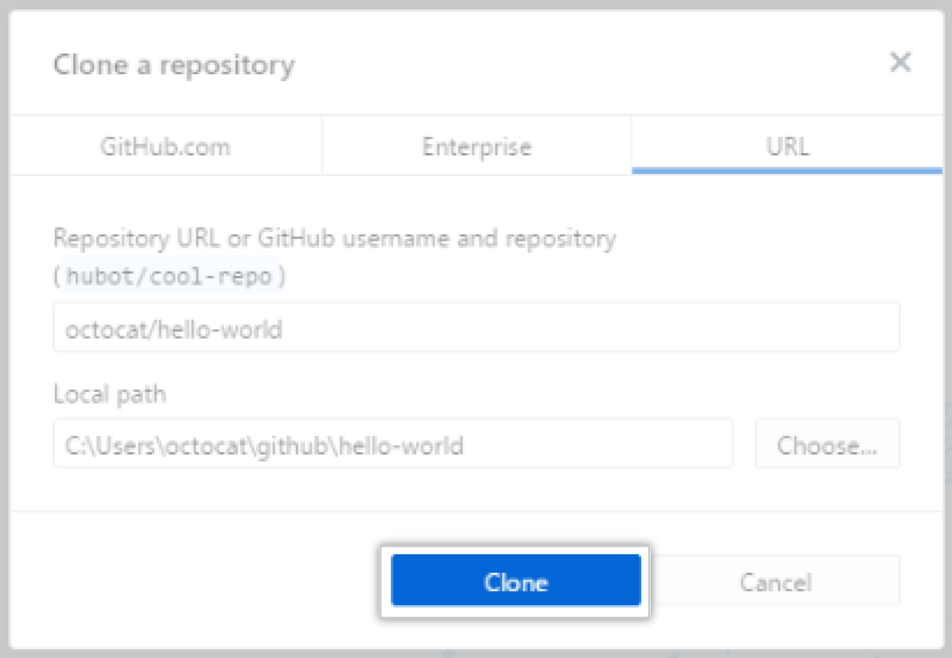 Clone a repository
GitHub.com Enterprise URL
Repository URL or GitHub username and repository
(hubot/cool-repo)
octocat/hello-world
Local path
C:\Users\octocat\github\hello-world Choose...
Clone Cancel